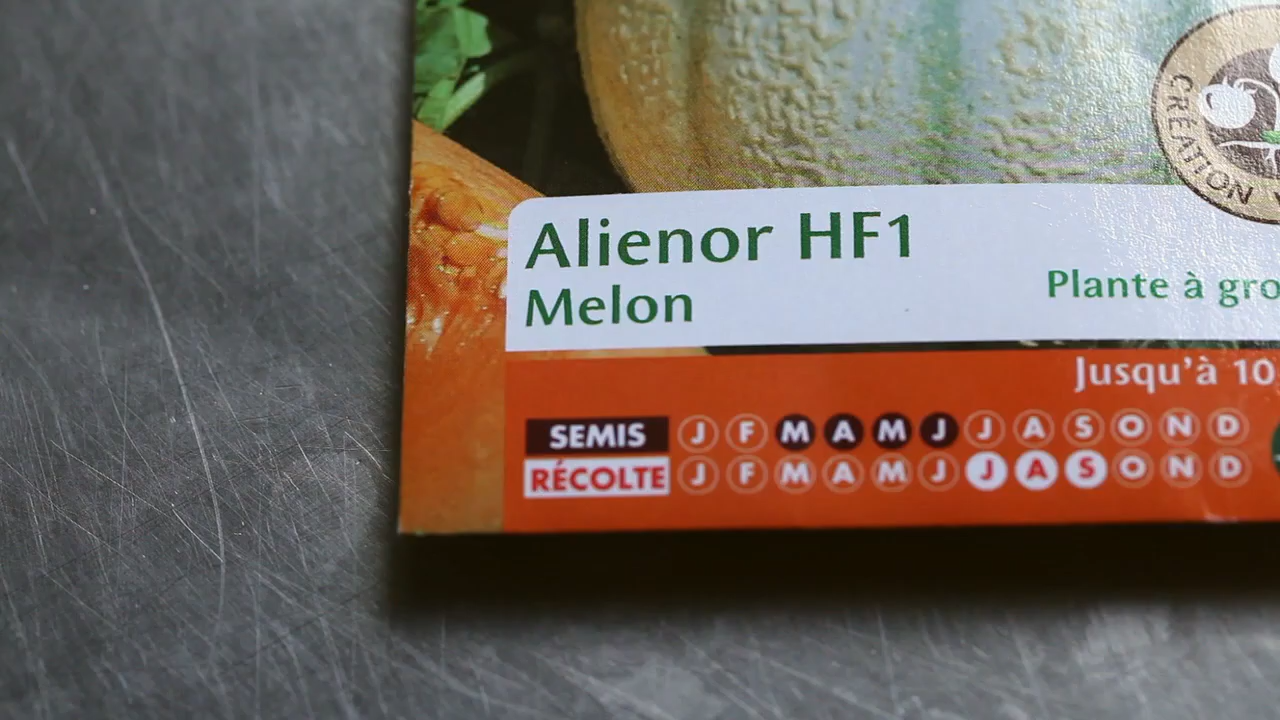 CRÉATION
Alienor HF1
Melon
Plante à gro
Jusqu'à 10
SEMIS J F M A M J J A S O N D
RÉCOLTE J F M A M J J A S O N D